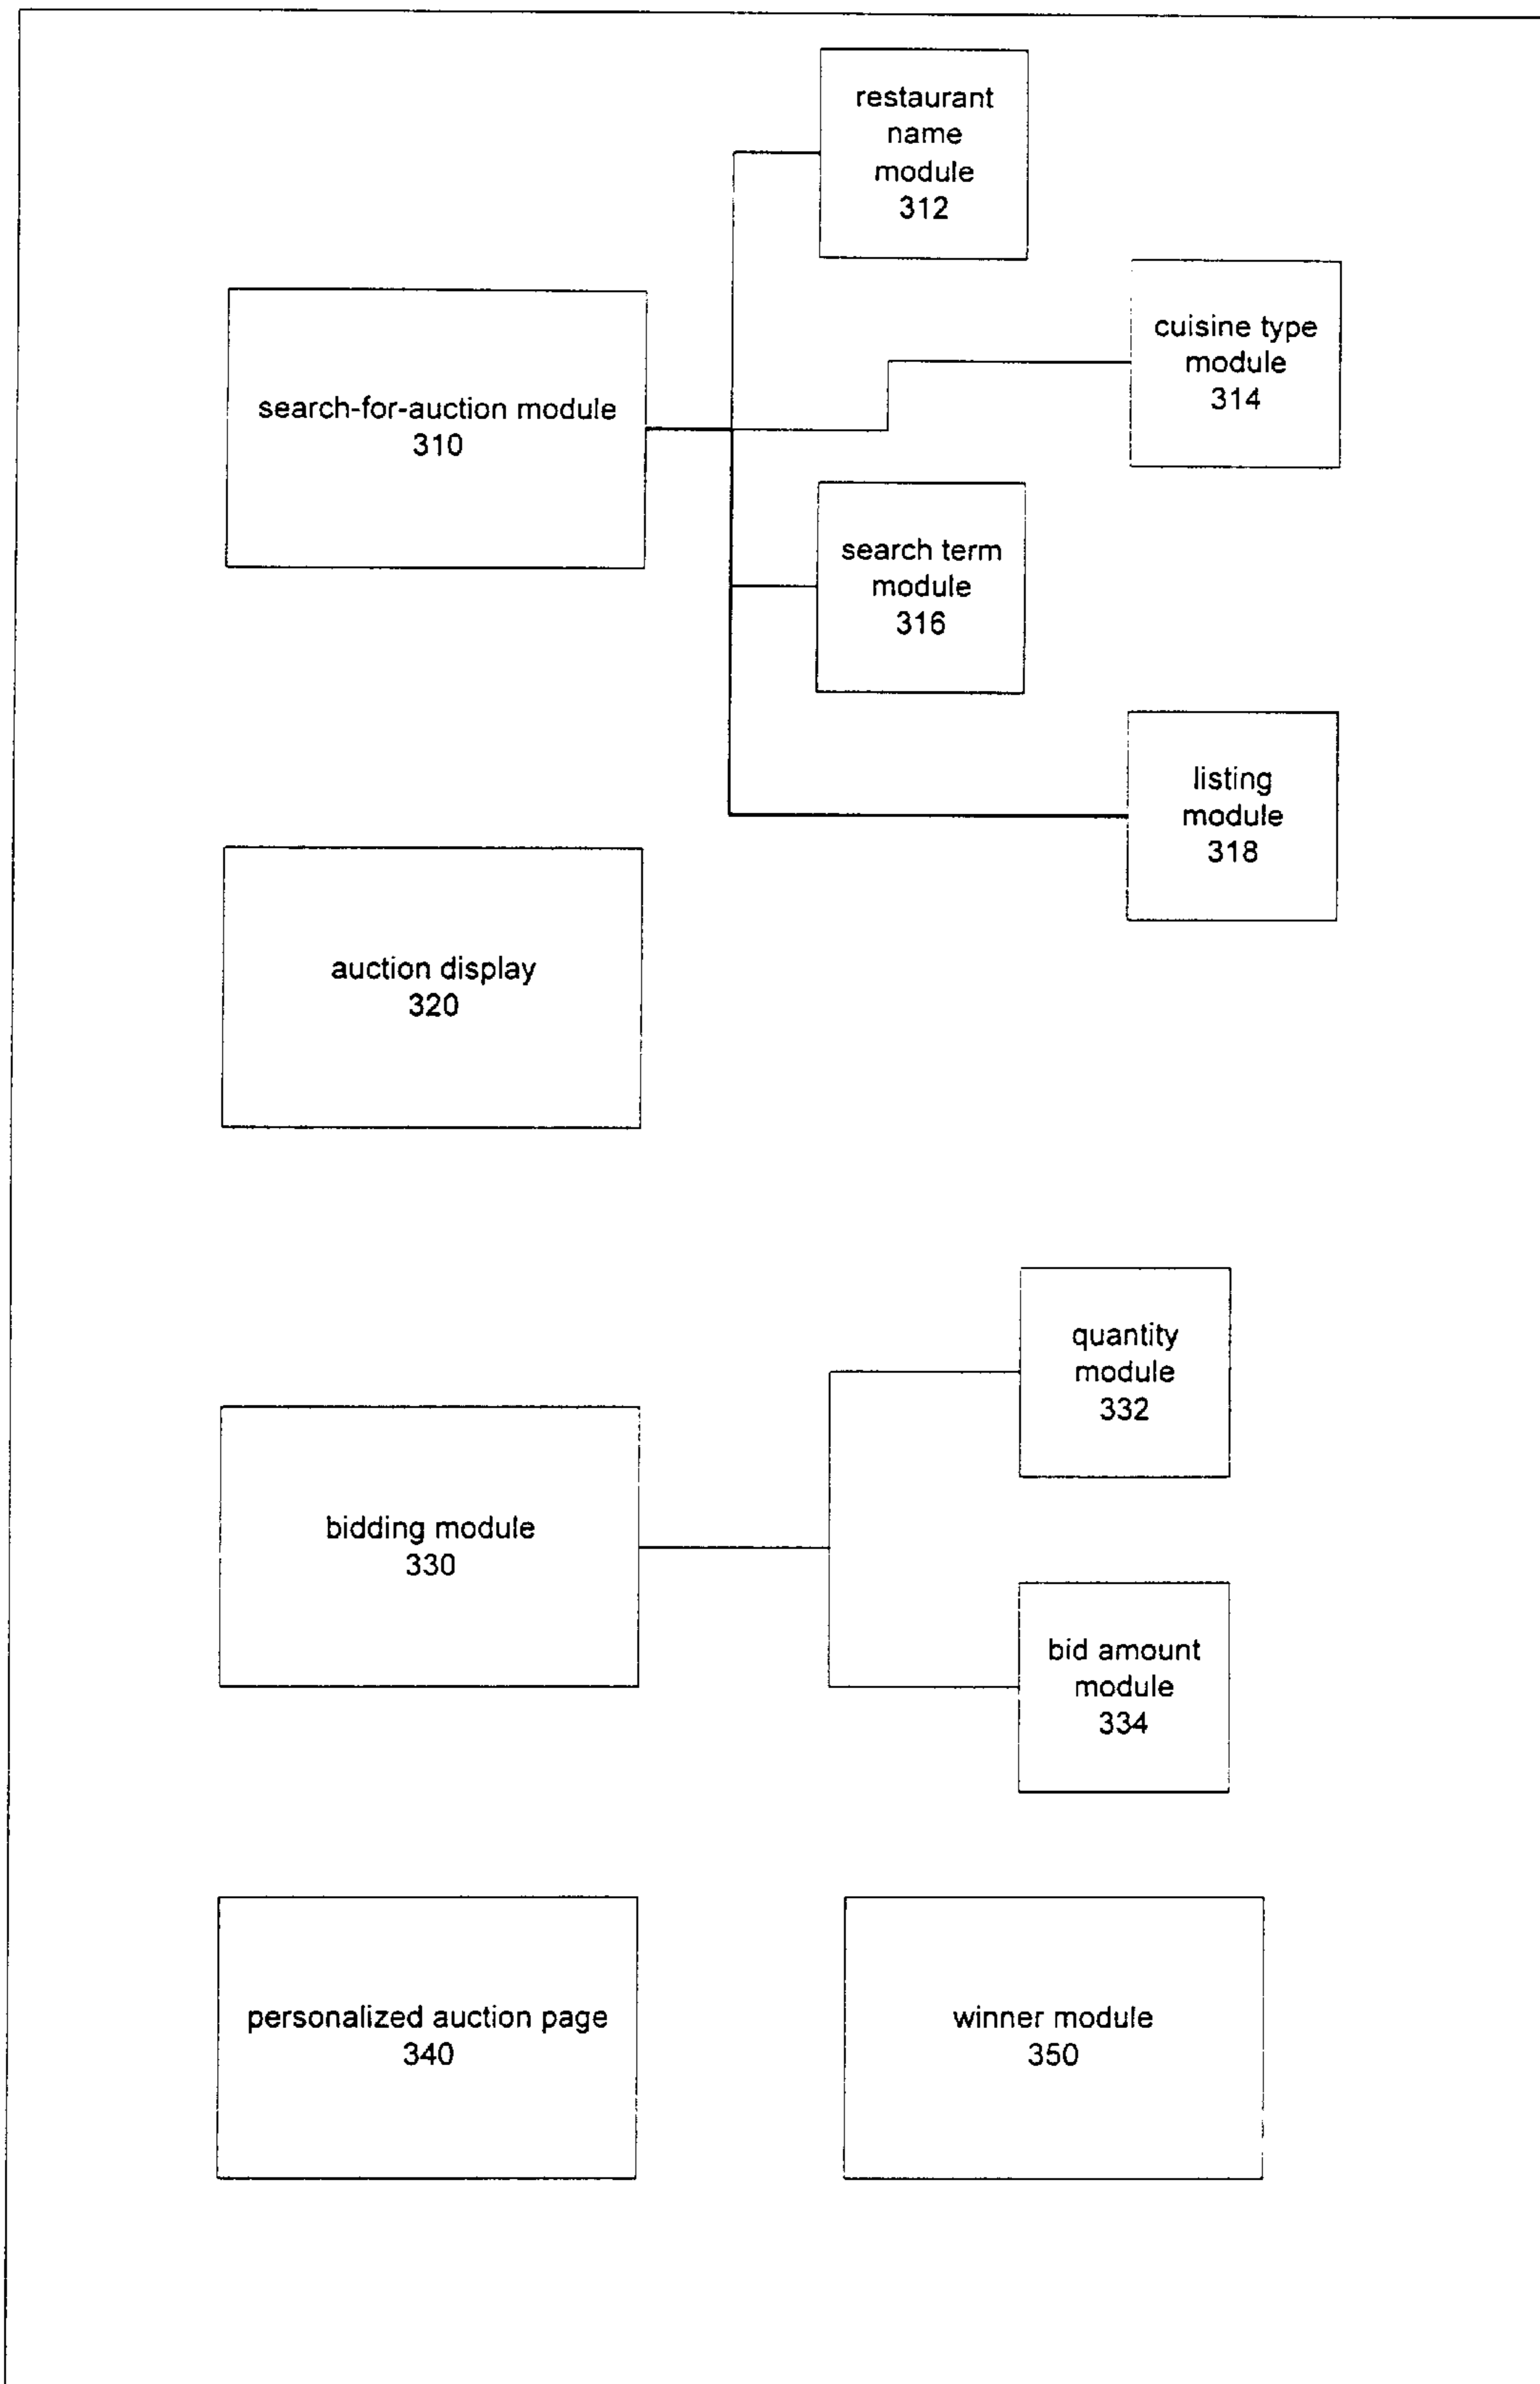 restaurant
name
module
312
cuisine type
module
314
search-for-auction module
310
search term
module
316
listing
module
318
auction display
320
quantity
module
332
bidding module
330
bid amount
module
334
personalized auction page
340
winner module
350